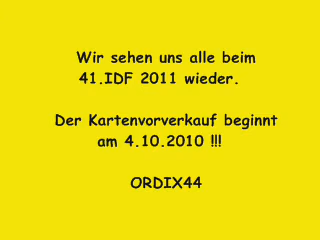 Wir sehen uns alle beim
41.IDF 2011 wieder.
Der Kartenvorverkauf beginnt
am 4.10.2010 !!!
ORDIX44